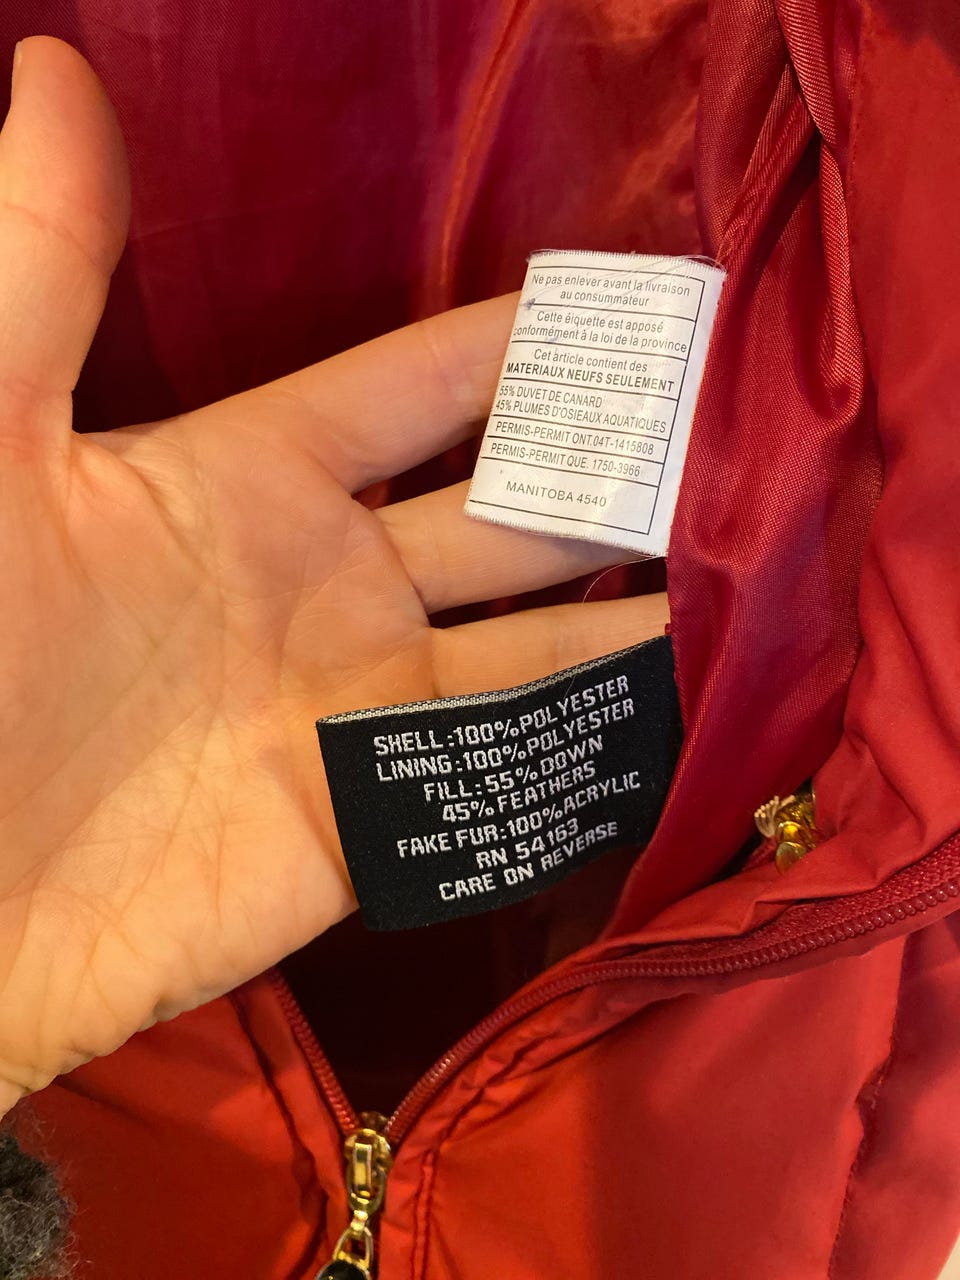 Ne pas enlever avant la livraison
au consummateur
Cette éiquette est apposé
conformément à la loi de la province
Cet article contient des
MATERIAUX NEUFS SEULEMENT
55% DUVET DE CANARD
45% PLUMES D'OSIEAUX AQUATIQUES
PERMIS-PERMIT ONT.04T-1415808
PERMIS-PERMIT QUE. 1750-3966
MANITOBA 4540
SHELL:100%POLYESTER
LINING:100%POLYESTER
FILL:55%DOWN
45% FEATHERS
FAKE FUR:100%ACRYLIC
RN 54163
CARE ON REVERSE